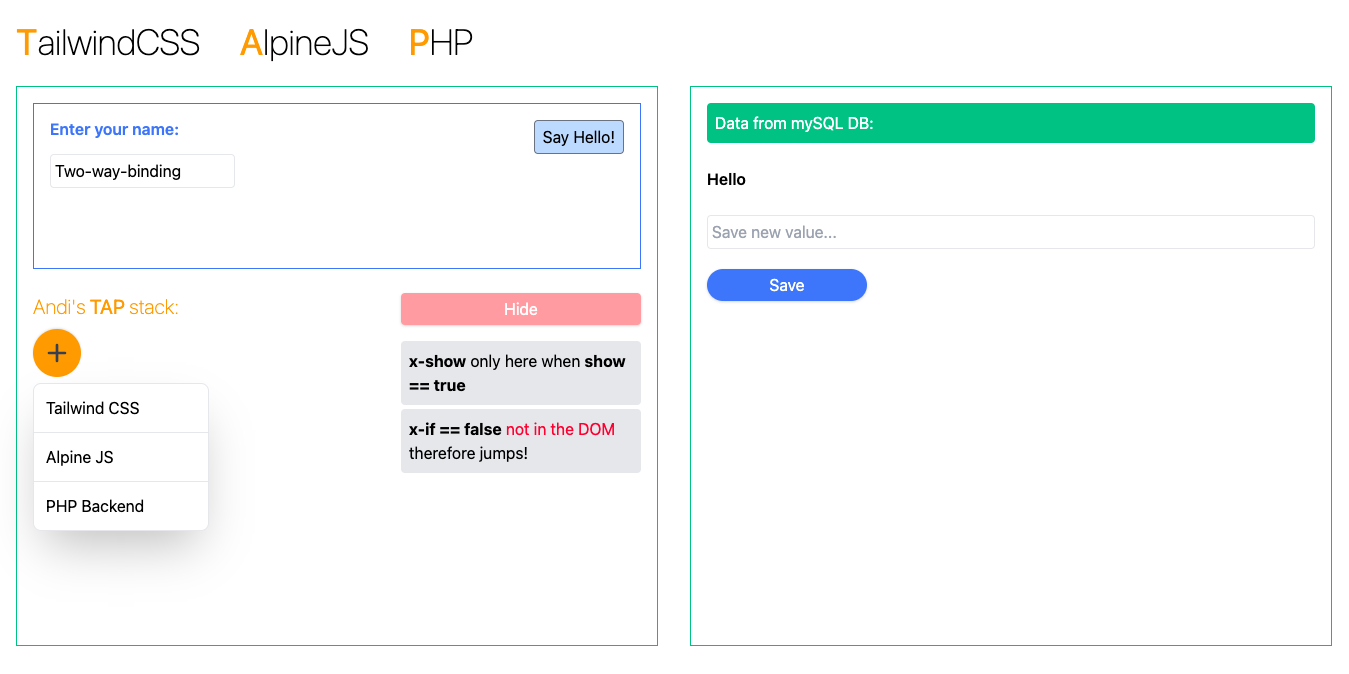 TailwindCSS AlpineJS PHP
Enter your name:
Say Hello!
Two-way-binding
Andi's TAP stack:
Tailwind CSS
Alpine JS
PHP Backend
Hide
x-show only here when show
== true
x-if == false not in the DOM
therefore jumps!
Data from mySQL DB:
Hello
Save new value...
Save